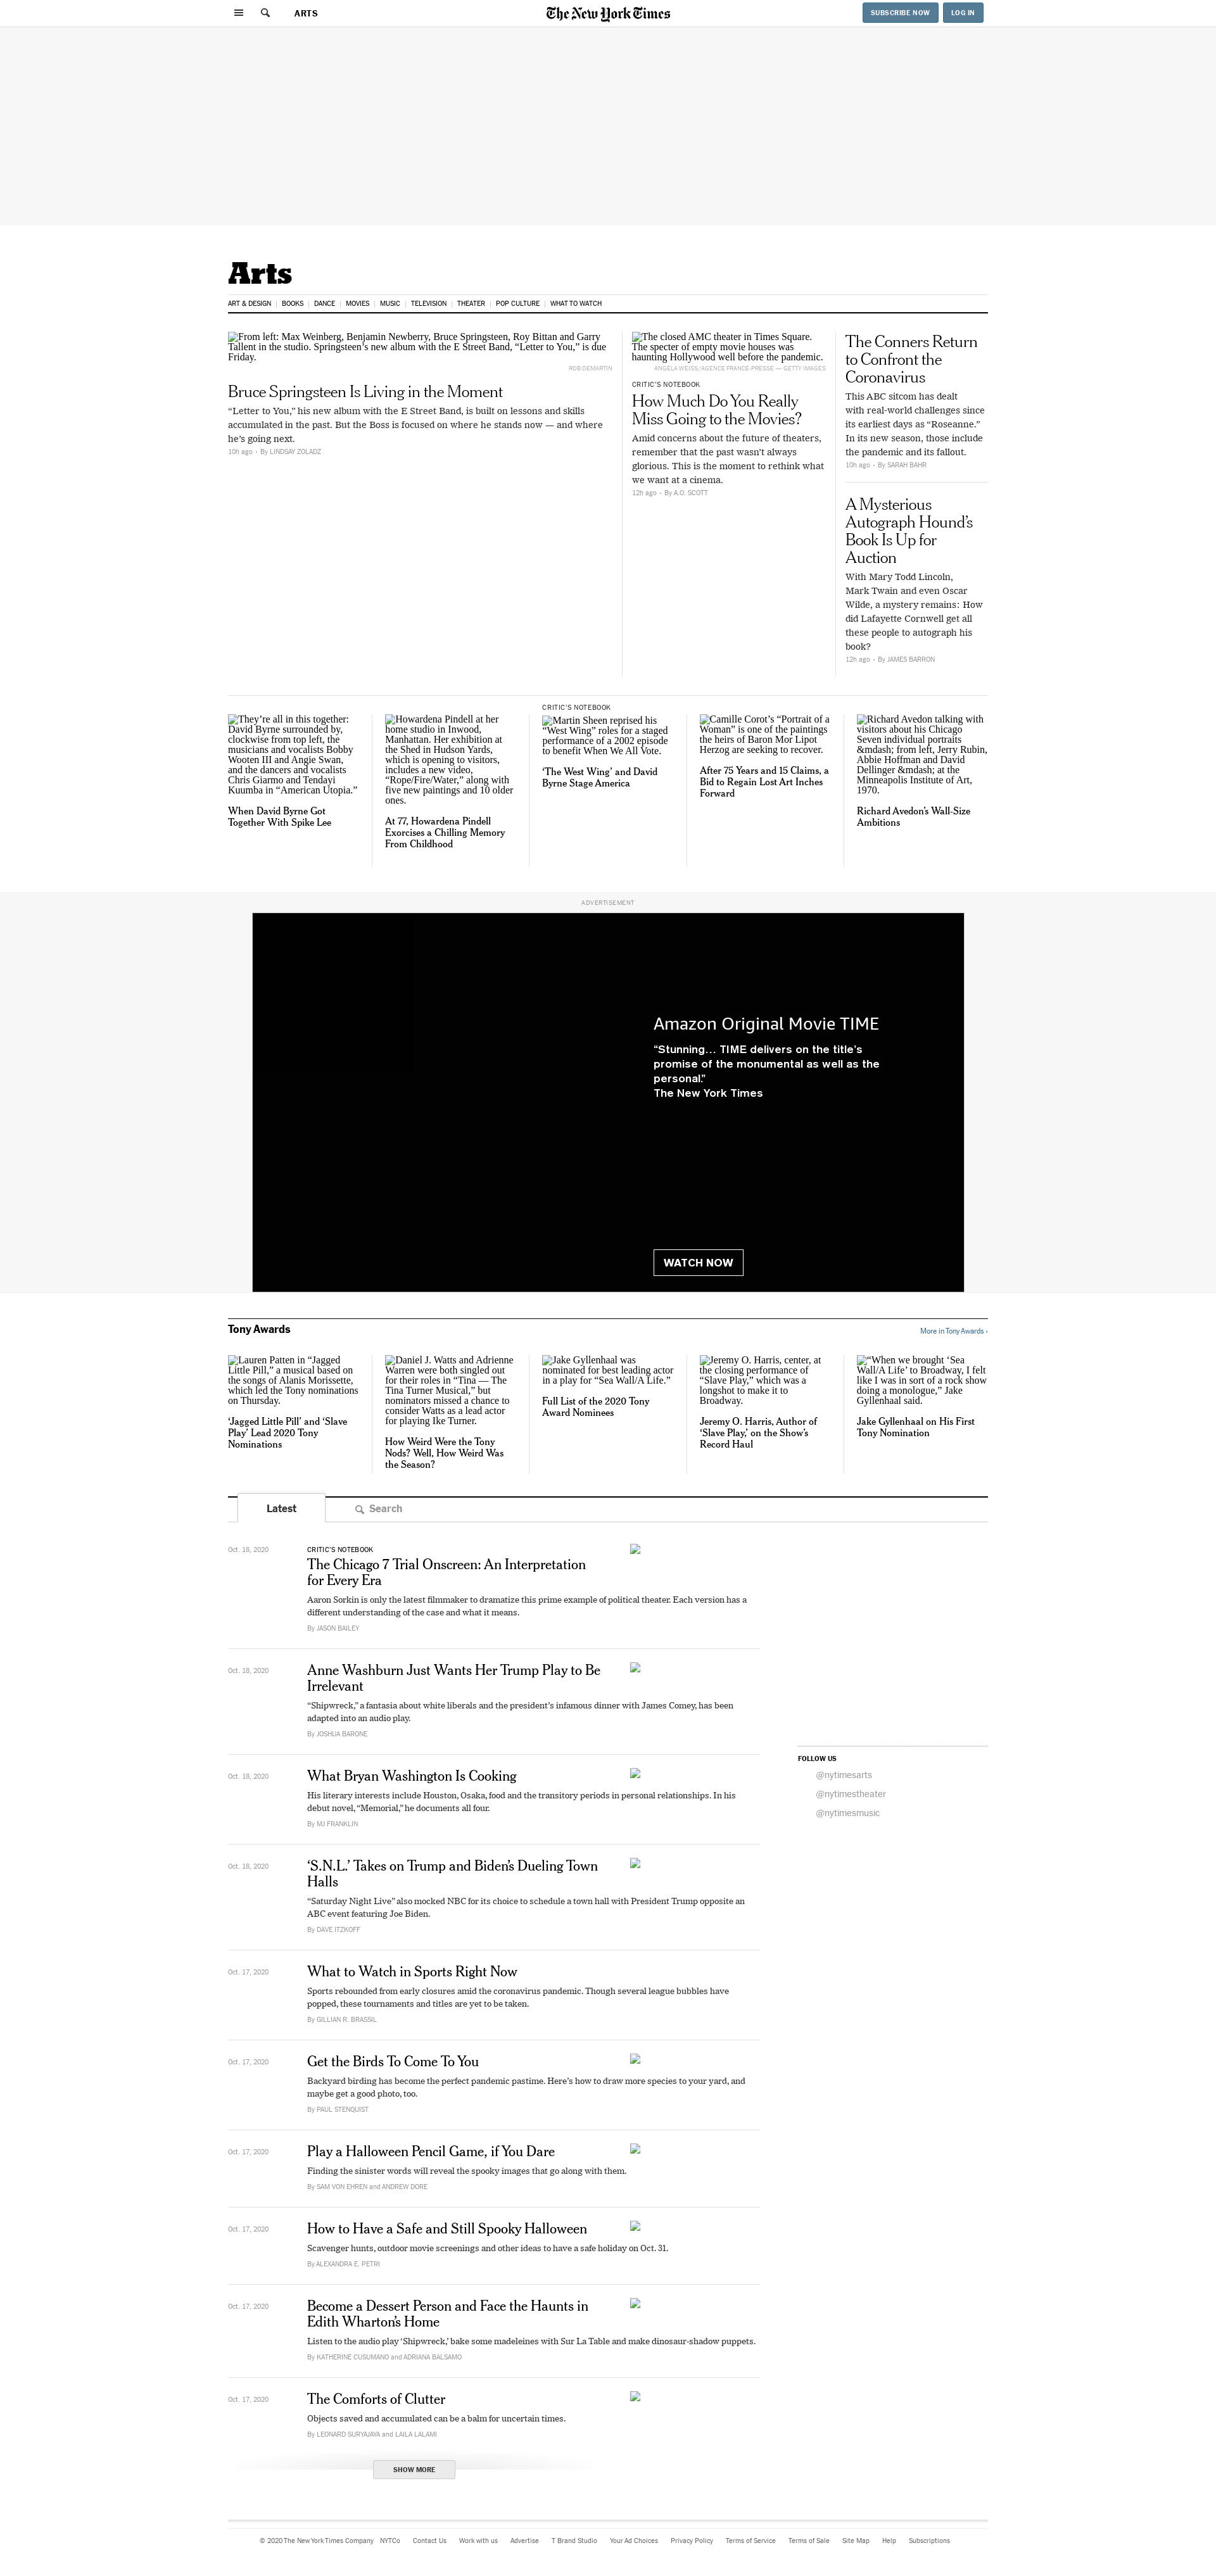 ARTS
The New York Times
SUBSCRIBE NOW
LOG IN
Arts
ART & DESIGN
BOOKS
DANCE
MOVIES
MUSIC
TELEVISION
THEATER
POP CULTURE
WHAT TO WATCH
From left: Max Weinberg, Benjamin Newberry, Bruce Springsteen, Roy Bittan and Garry
Tallent in the studio. Springsteen's new album with the E Street Band, “Letter to You,” is due
Friday.
ROB DEMARTIN
Bruce Springsteen Is Living in the Moment
“Letter to You,” his new album with the E Street Band, is built on lessons and skills
accumulated in the past. But the Boss is focused on where he stands now — and where
he's going next.
10h ago · By LINDSAY ZOLADZ
The closed AMC theater in Times Square.
The specter of empty movie houses was
haunting Hollywood well before the pandemic.
ANGELA WEISS/AGENCE FRANCE-PRESSE — GETTY IMAGES
CRITIC'S NOTEBOOK
How Much Do You Really
Miss Going to the Movies?
Amid concerns about the future of theaters,
remember that the past wasn't always
glorious. This is the moment to rethink what
we want at a cinema.
12h ago · By A.O. SCOTT
The Conners Return
to Confront the
Coronavirus
This ABC sitcom has dealt
with real-world challenges since
its earliest days as “Roseanne.”
In its new season, those include
the pandemic and its fallout.
10h ago · By SARAH BAHR
A Mysterious
Autograph Hound's
Book Is Up for
Auction
With Mary Todd Lincoln,
Mark Twain and even Oscar
Wilde, a mystery remains: How
did Lafayette Cornwell get all
these people to autograph his
book?
12h ago · By JAMES BARRON
They're all in this together:
David Byrne surrounded by,
clockwise from top left, the
musicians and vocalists Bobby
Wooten III and Angie Swan,
and the dancers and vocalists
Chris Giarmo and Tendayi
Kuumba in “American Utopia.”
When David Byrne Got
Together With Spike Lee
Howardena Pindell at her
home studio in Inwood,
Manhattan. Her exhibition at
the Shed in Hudson Yards,
which is opening to visitors,
includes a new video,
“Rope/Fire/Water,” along with
five new paintings and 10 older
ones.
At 77, Howardena Pindell
Exorcises a Chilling Memory
From Childhood
CRITIC'S NOTEBOOK
Martin Sheen reprised his
“West Wing” roles for a staged
performance of a 2002 episode
to benefit When We All Vote.
‘The West Wing’ and David
Byrne Stage America
Camille Corot's “Portrait of a
Woman” is one of the paintings
the heirs of Baron Mor Lipot
Herzog are seeking to recover.
After 75 Years and 15 Claims, a
Bid to Regain Lost Art Inches
Forward
Richard Avedon talking with
visitors about his Chicago
Seven individual portraits
&mdash; from left, Jerry Rubin,
Abbie Hoffman and David
Dellinger &mdash; at the
Minneapolis Institute of Art,
1970.
Richard Avedon's Wall-Size
Ambitions
ADVERTISEMENT
Amazon Original Movie TIME
“Stunning... TIME delivers on the title's
promise of the monumental as well as the
personal.”
The New York Times
WATCH NOW
Tony Awards
More in Tony Awards ›
Lauren Patten in “Jagged
Little Pill,” a musical based on
the songs of Alanis Morissette,
which led the Tony nominations
on Thursday.
‘Jagged Little Pill’ and ‘Slave
Play’ Lead 2020 Tony
Nominations
Daniel J. Watts and Adrienne
Warren were both singled out
for their roles in “Tina — The
Tina Turner Musical,” but
nominators missed a chance to
consider Watts as a lead actor
for playing Ike Turner.
How Weird Were the Tony
Nods? Well, How Weird Was
the Season?
Jake Gyllenhaal was
nominated for best leading actor
in a play for “Sea Wall/A Life.”
Full List of the 2020 Tony
Award Nominees
Jeremy O. Harris, center, at
the closing performance of
“Slave Play,” which was a
longshot to make it to
Broadway.
Jeremy O. Harris, Author of
‘Slave Play,’ on the Show's
Record Haul
“When we brought ‘Sea
Wall/A Life’ to Broadway, I felt
like I was in sort of a rock show
doing a monologue,” Jake
Gyllenhaal said.
Jake Gyllenhaal on His First
Tony Nomination
Latest
Search
Oct. 18, 2020
CRITIC'S NOTEBOOK
The Chicago 7 Trial Onscreen: An Interpretation
for Every Era
Aaron Sorkin is only the latest filmmaker to dramatize this prime example of political theater. Each version has a
different understanding of the case and what it means.
By JASON BAILEY
Oct. 18, 2020
Anne Washburn Just Wants Her Trump Play to Be
Irrelevant
“Shipwreck,” a fantasia about white liberals and the president's infamous dinner with James Comey, has been
adapted into an audio play.
By JOSHUA BARONE
Oct. 18, 2020
What Bryan Washington Is Cooking
His literary interests include Houston, Osaka, food and the transitory periods in personal relationships. In his
debut novel, “Memorial,” he documents all four.
By MJ FRANKLIN
Oct. 18, 2020
‘S.N.L.’ Takes on Trump and Biden's Dueling Town
Halls
“Saturday Night Live” also mocked NBC for its choice to schedule a town hall with President Trump opposite an
ABC event featuring Joe Biden.
By DAVE ITZKOFF
Oct. 17, 2020
What to Watch in Sports Right Now
Sports rebounded from early closures amid the coronavirus pandemic. Though several league bubbles have
popped, these tournaments and titles are yet to be taken.
By GILLIAN R. BRASSIL
Oct. 17, 2020
Get the Birds To Come To You
Backyard birding has become the perfect pandemic pastime. Here's how to draw more species to your yard, and
maybe get a good photo, too.
By PAUL STENQUIST
Oct. 17, 2020
Play a Halloween Pencil Game, if You Dare
Finding the sinister words will reveal the spooky images that go along with them.
By SAM VON EHREN and ANDREW DORE
Oct. 17, 2020
How to Have a Safe and Still Spooky Halloween
Scavenger hunts, outdoor movie screenings and other ideas to have a safe holiday on Oct. 31.
By ALEXANDRA E. PETRI
Oct. 17, 2020
Become a Dessert Person and Face the Haunts in
Edith Wharton's Home
Listen to the audio play ‘Shipwreck,’ bake some madeleines with Sur La Table and make dinosaur-shadow puppets.
By KATHERINE CUSUMANO and ADRIANA BALSAMO
Oct. 17, 2020
The Comforts of Clutter
Objects saved and accumulated can be a balm for uncertain times.
By LEONARD SURYAJAYA and LAILA LALAMI
SHOW MORE
FOLLOW US
@nytimesarts
@nytimestheater
@nytimesmusic
© 2020 The New York Times Company
NYTCo
Contact Us
Work with us
Advertise
T Brand Studio
Your Ad Choices
Privacy Policy
Terms of Service
Terms of Sale
Site Map
Help
Subscriptions